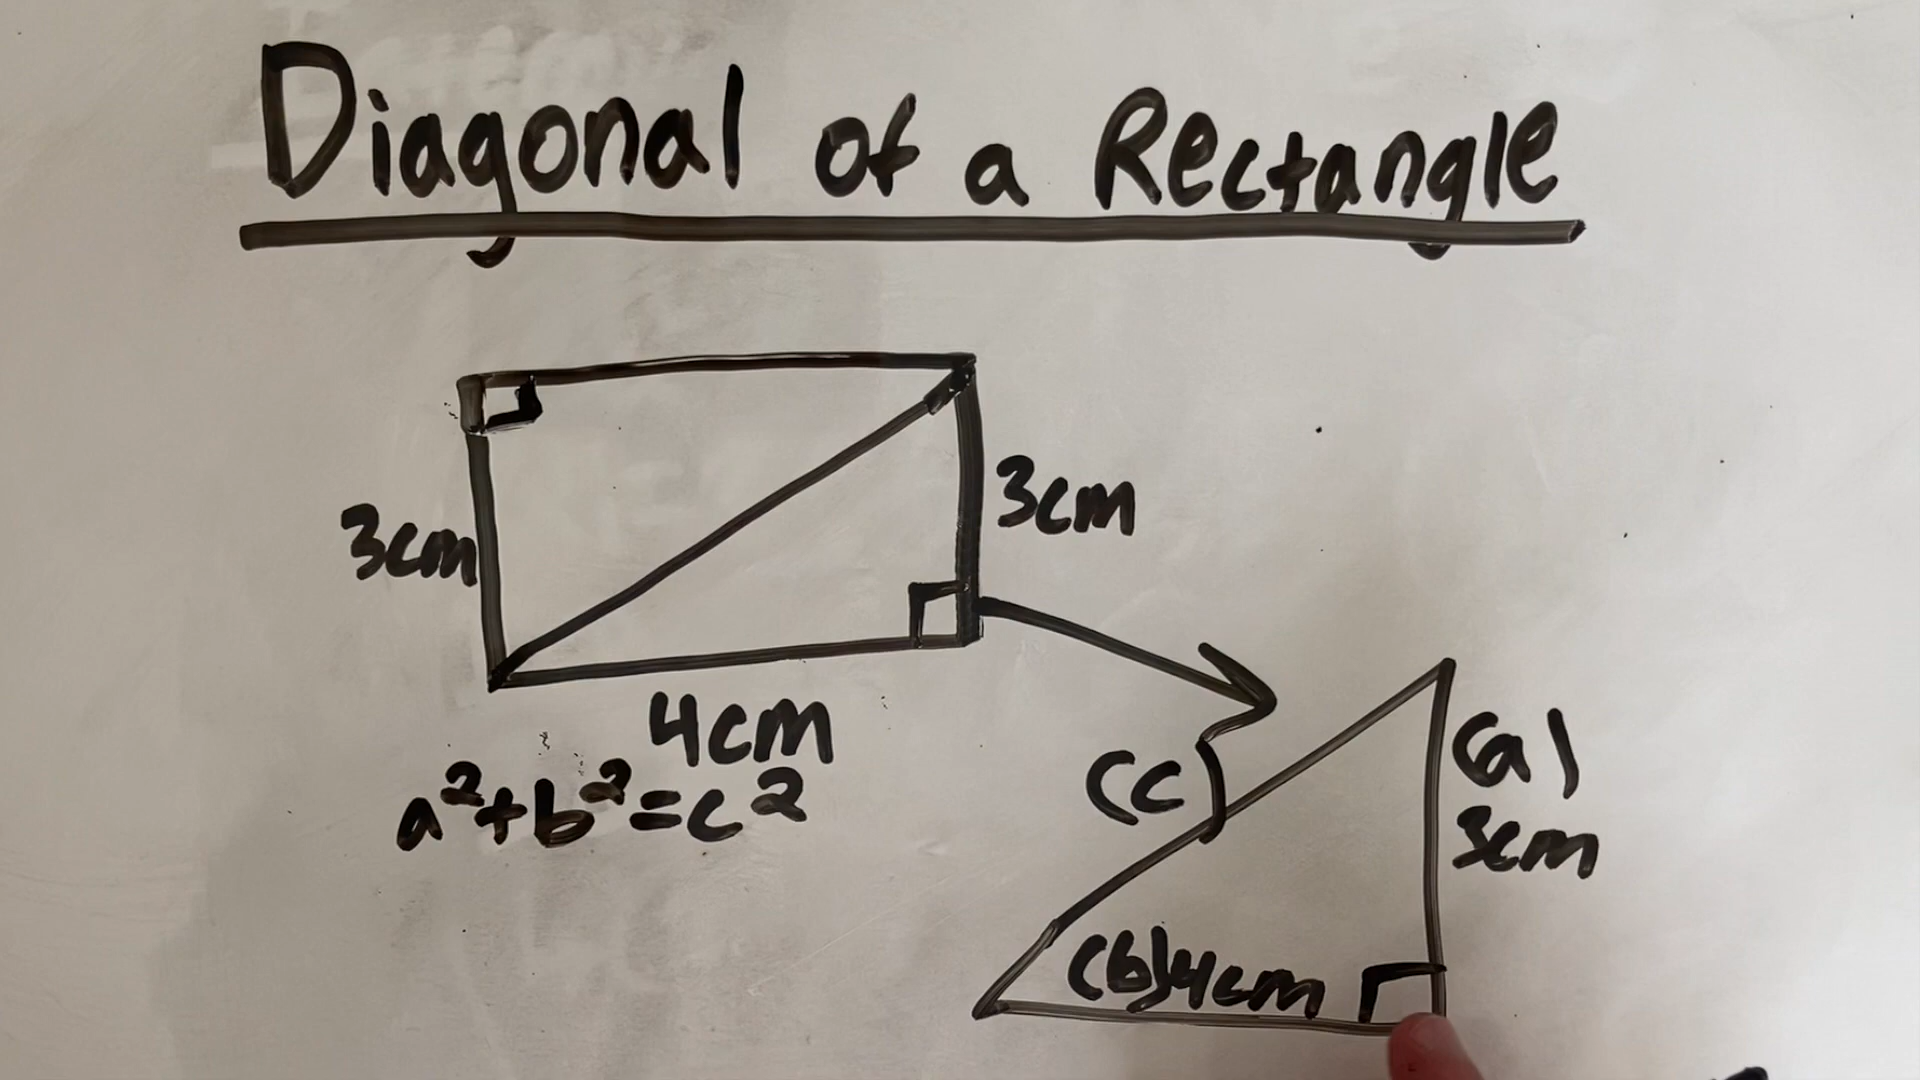 Diagonal of a Rectangle
3cm
3cm
4cm
a²+b²=c²
(c)
(a)
3cm
(b)4cm